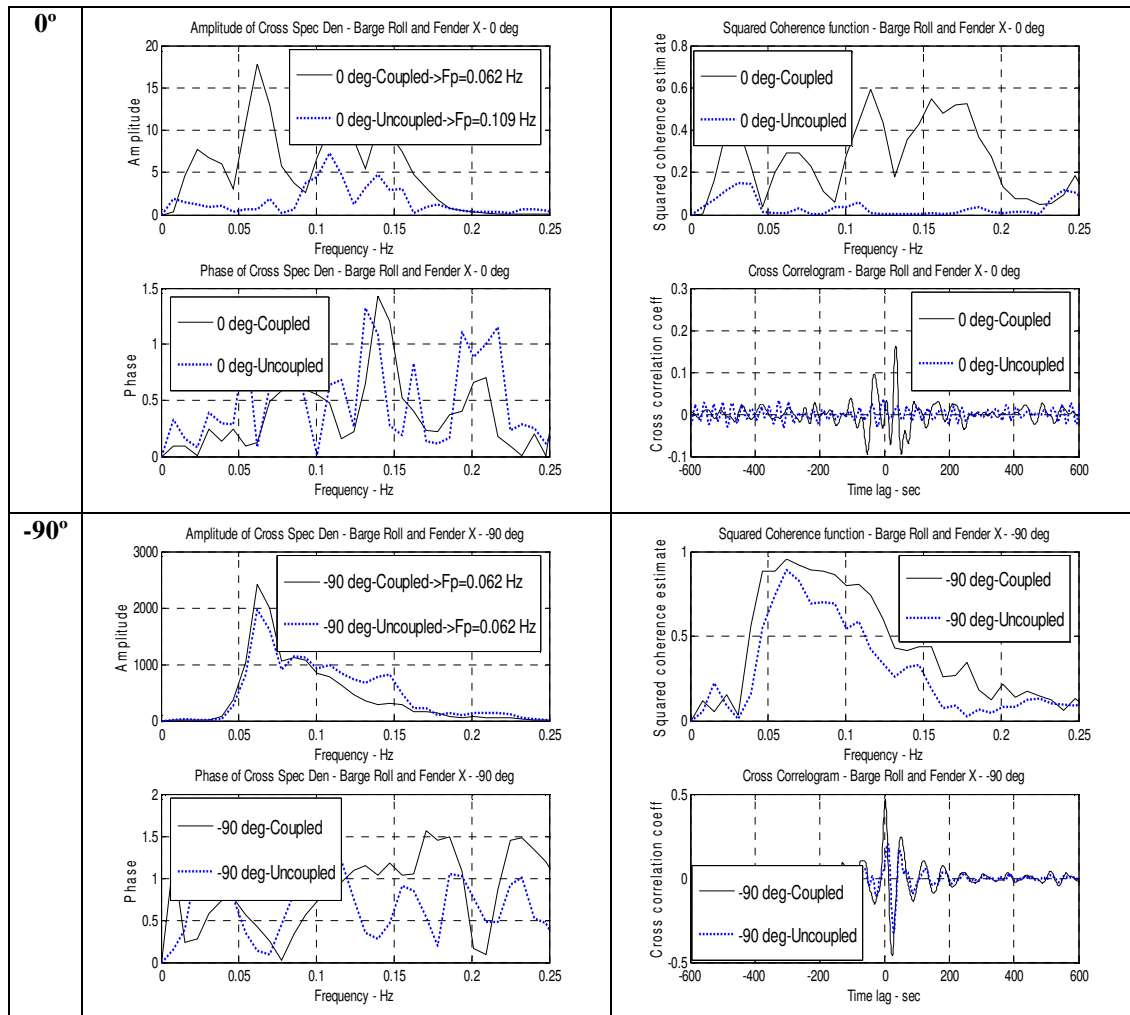 0º
Amplitude of Cross Spec Den - Barge Roll and Fender X - 0 deg
20
15
10
5
0
Amplitude
0 deg-Coupled->Fp=0.062 Hz
0 deg-Uncoupled->Fp=0.109 Hz
0 0.05 0.1 0.15 0.2 0.25
Frequency - Hz
Squared Coherence function - Barge Roll and Fender X - 0 deg
0.8
0.6
0.4
0.2
0
Squared coherence estimate
0 deg-Coupled
0 deg-Uncoupled
0 0.05 0.1 0.15 0.2 0.25
Frequency - Hz
Phase of Cross Spec Den - Barge Roll and Fender X - 0 deg
1.5
1
0.5
0
Phase
0 deg-Coupled
0 deg-Uncoupled
0 0.05 0.1 0.15 0.20 0.25
Frequency - Hz
Cross Correlogram - Barge Roll and Fender X - 0 deg
0.3
0.2
0.1
0
-0.1
Cross correlation coeff
0 deg-Coupled
0 deg-Uncoupled
-600 -400 -200 0 200 400 600
Time lag - sec
-90º
Amplitude of Cross Spec Den - Barge Roll and Fender X - -90 deg
3000
2000
1000
0
Amplitude
-90 deg-Coupled->Fp=0.062 Hz
-90 deg-Uncoupled->Fp=0.062 Hz
0 0.05 0.1 0.15 0.2 0.25
Frequency - Hz
Squared Coherence function - Barge Roll and Fender X - -90 deg
1
0.5
0
Squared coherence estimate
-90 deg-Coupled
-90 deg-Uncoupled
0 0.05 0.1 0.15 0.2 0.25
Frequency - Hz
Phase of Cross Spec Den - Barge Roll and Fender X - -90 deg
2
1.5
1
0.5
0
Phase
-90 deg-Coupled
-90 deg-Uncoupled
0 0.05 0.1 0.15 0.2 0.25
Frequency - Hz
Cross Correlogram - Barge Roll and Fender X - -90 deg
0.5
0
-0.5
Cross correlation coeff
-90 deg-Coupled
-90 deg-Uncoupled
-600 -400 -200 0 200 400 600
Time lag - sec